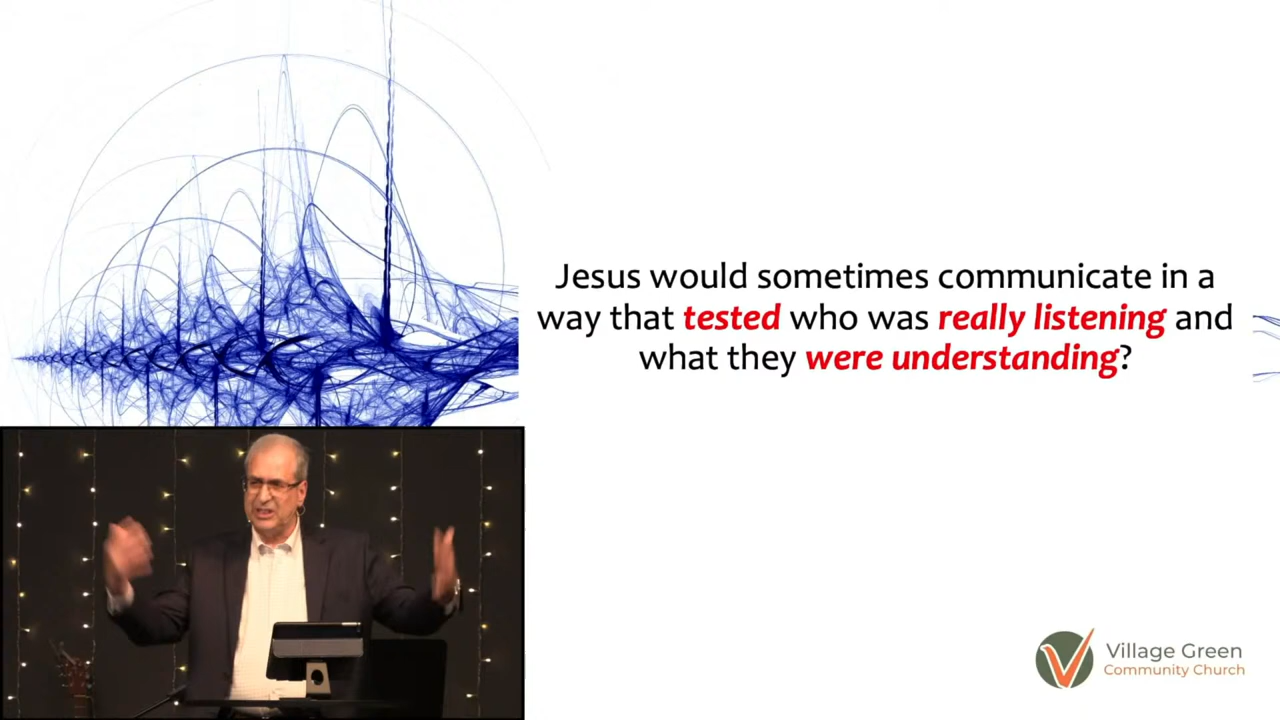 Jesus would sometimes communicate in a
way that tested who was really listening and
what they were understanding?
Village Green
Community Church